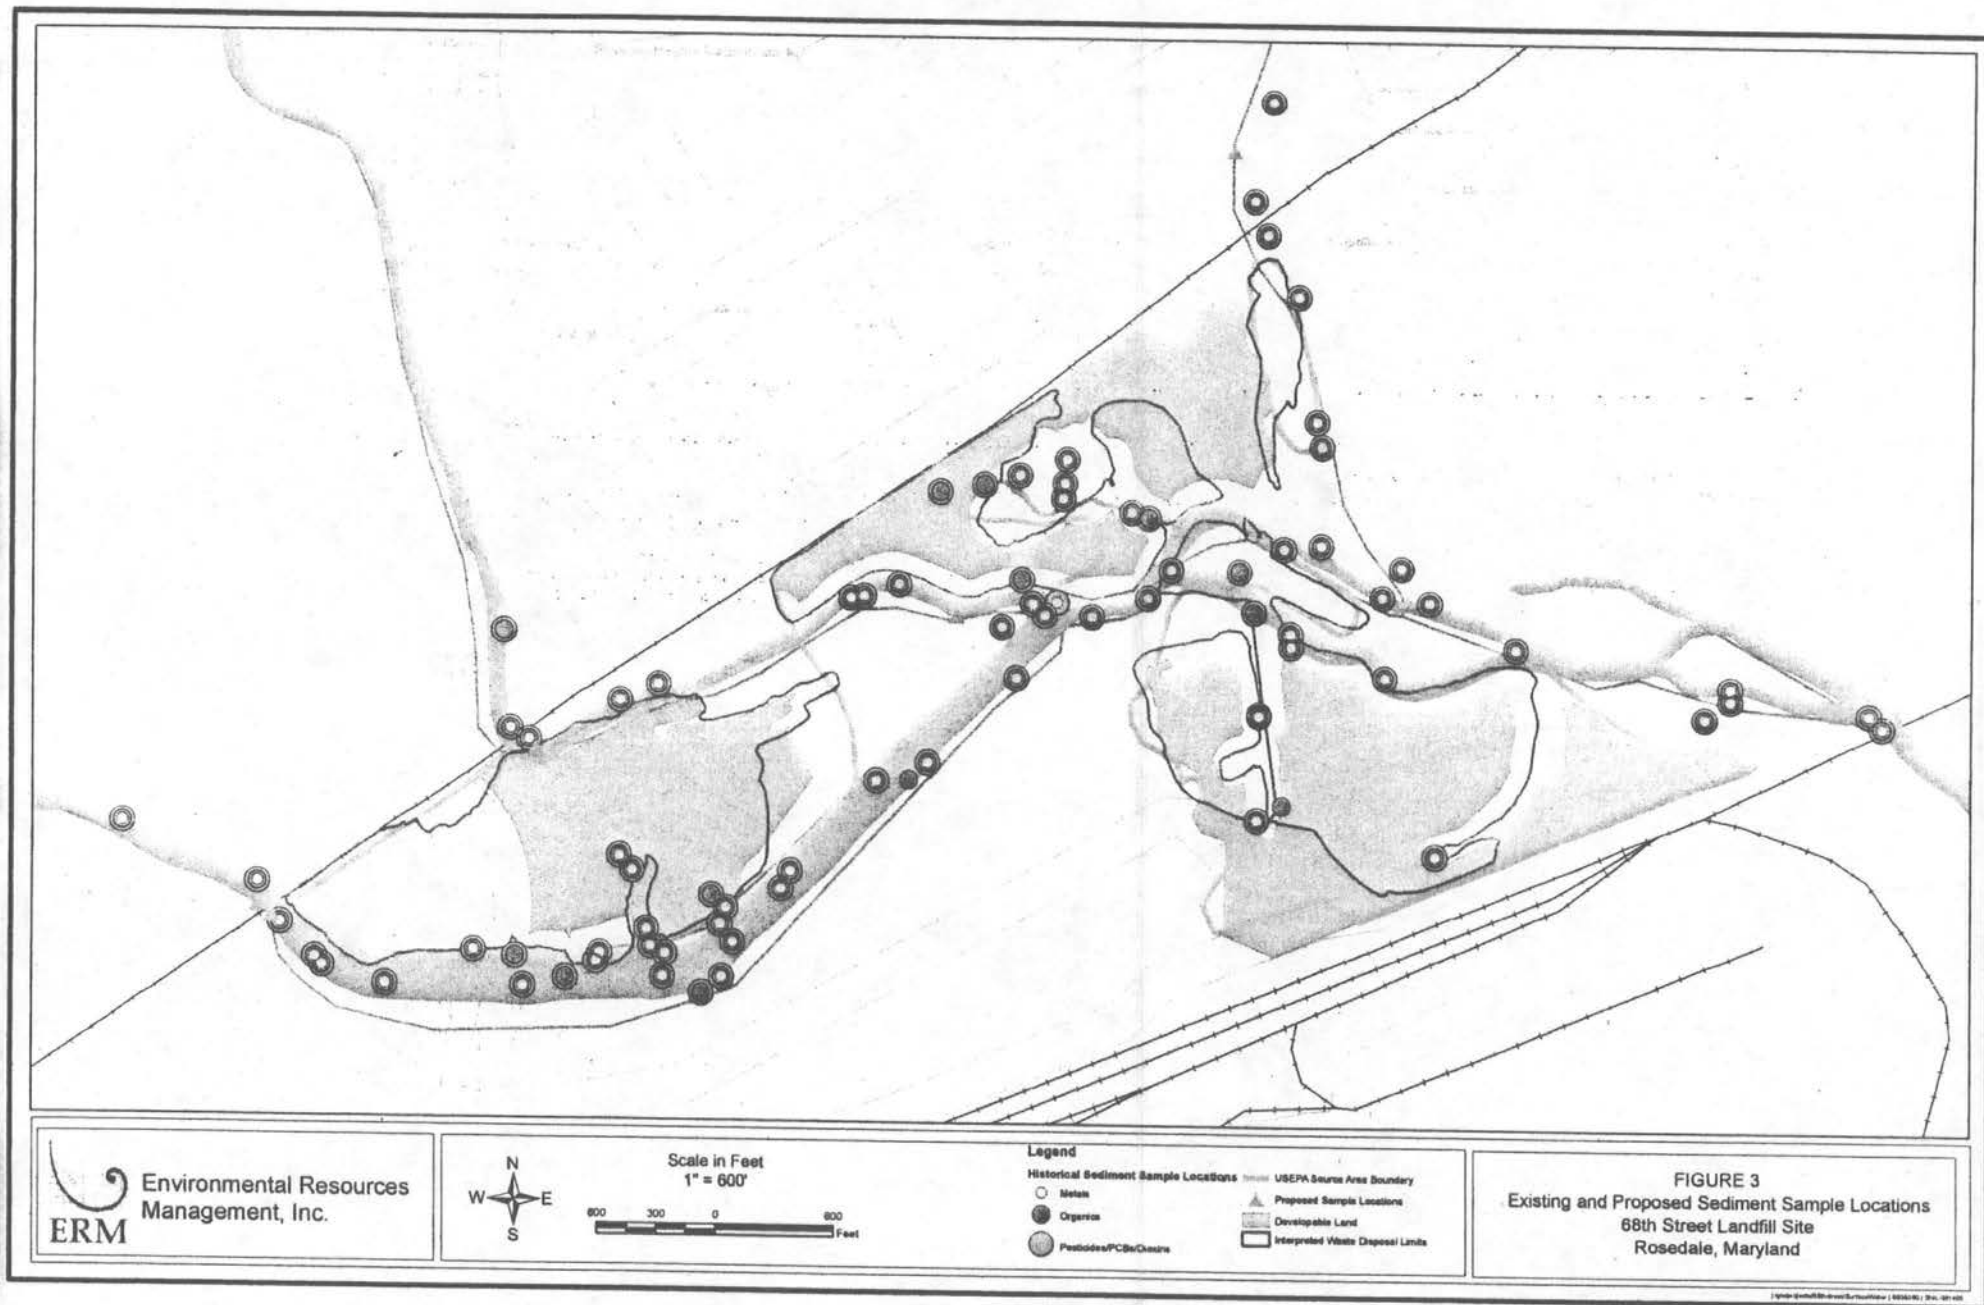 ERM
Environmental Resources
Management, Inc.
N
W E
S
Scale in Feet
1" = 600'
600 300 0 600
Feet
Legend
Historical Sediment Sample Locations
Metals
Organics
Pesticides/PCBs/Dioxins
USEPA Source Area Boundary
Proposed Sample Locations
Developable Land
Interpreted Waste Disposal Limits
FIGURE 3
Existing and Proposed Sediment Sample Locations
68th Street Landfill Site
Rosedale, Maryland